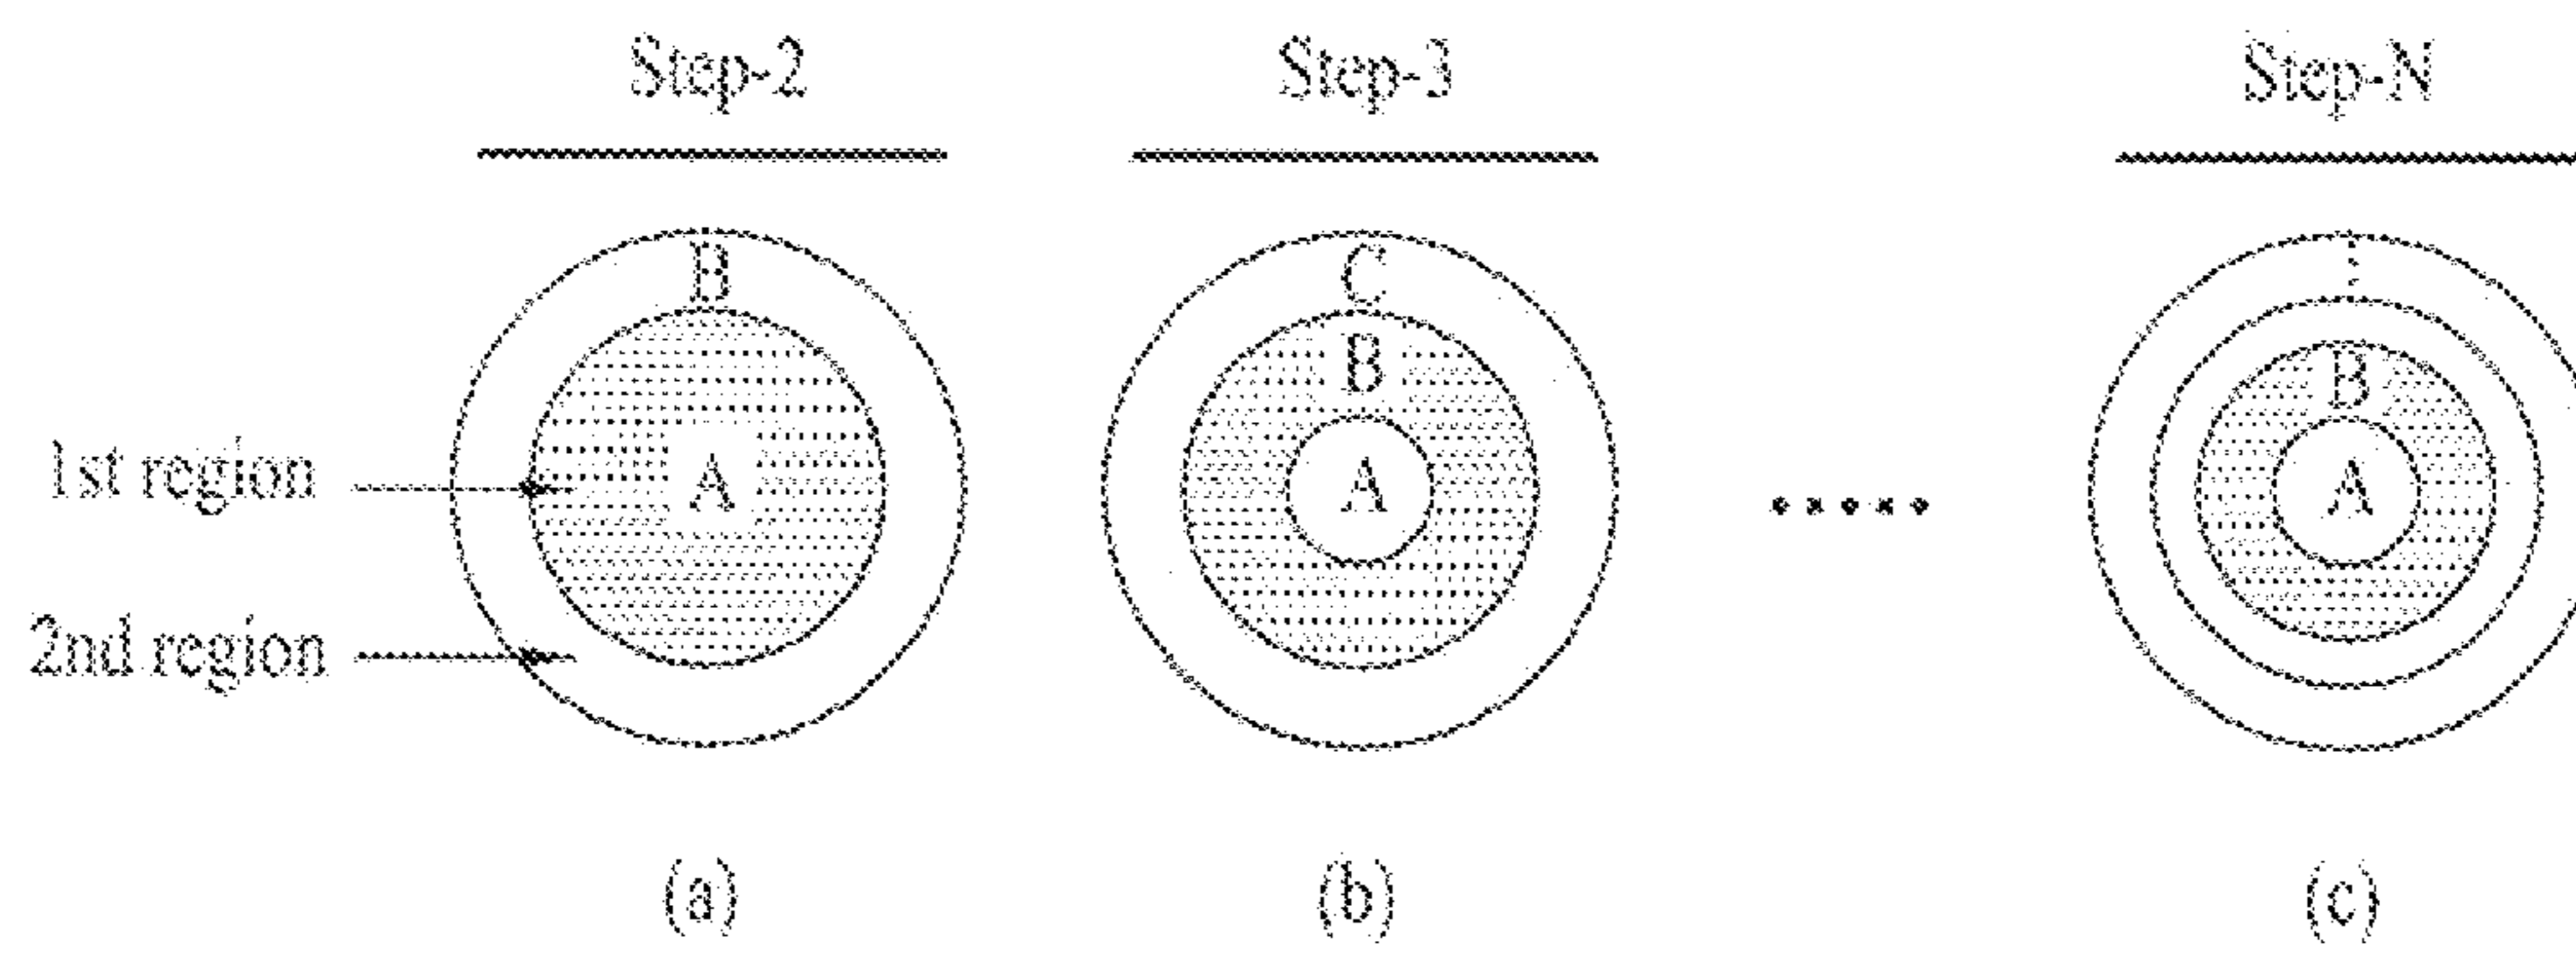 Step-2 Step-3 Step-N
B C ⋮
B B
1st region A A ..... A
2nd region
(a) (b) (c)